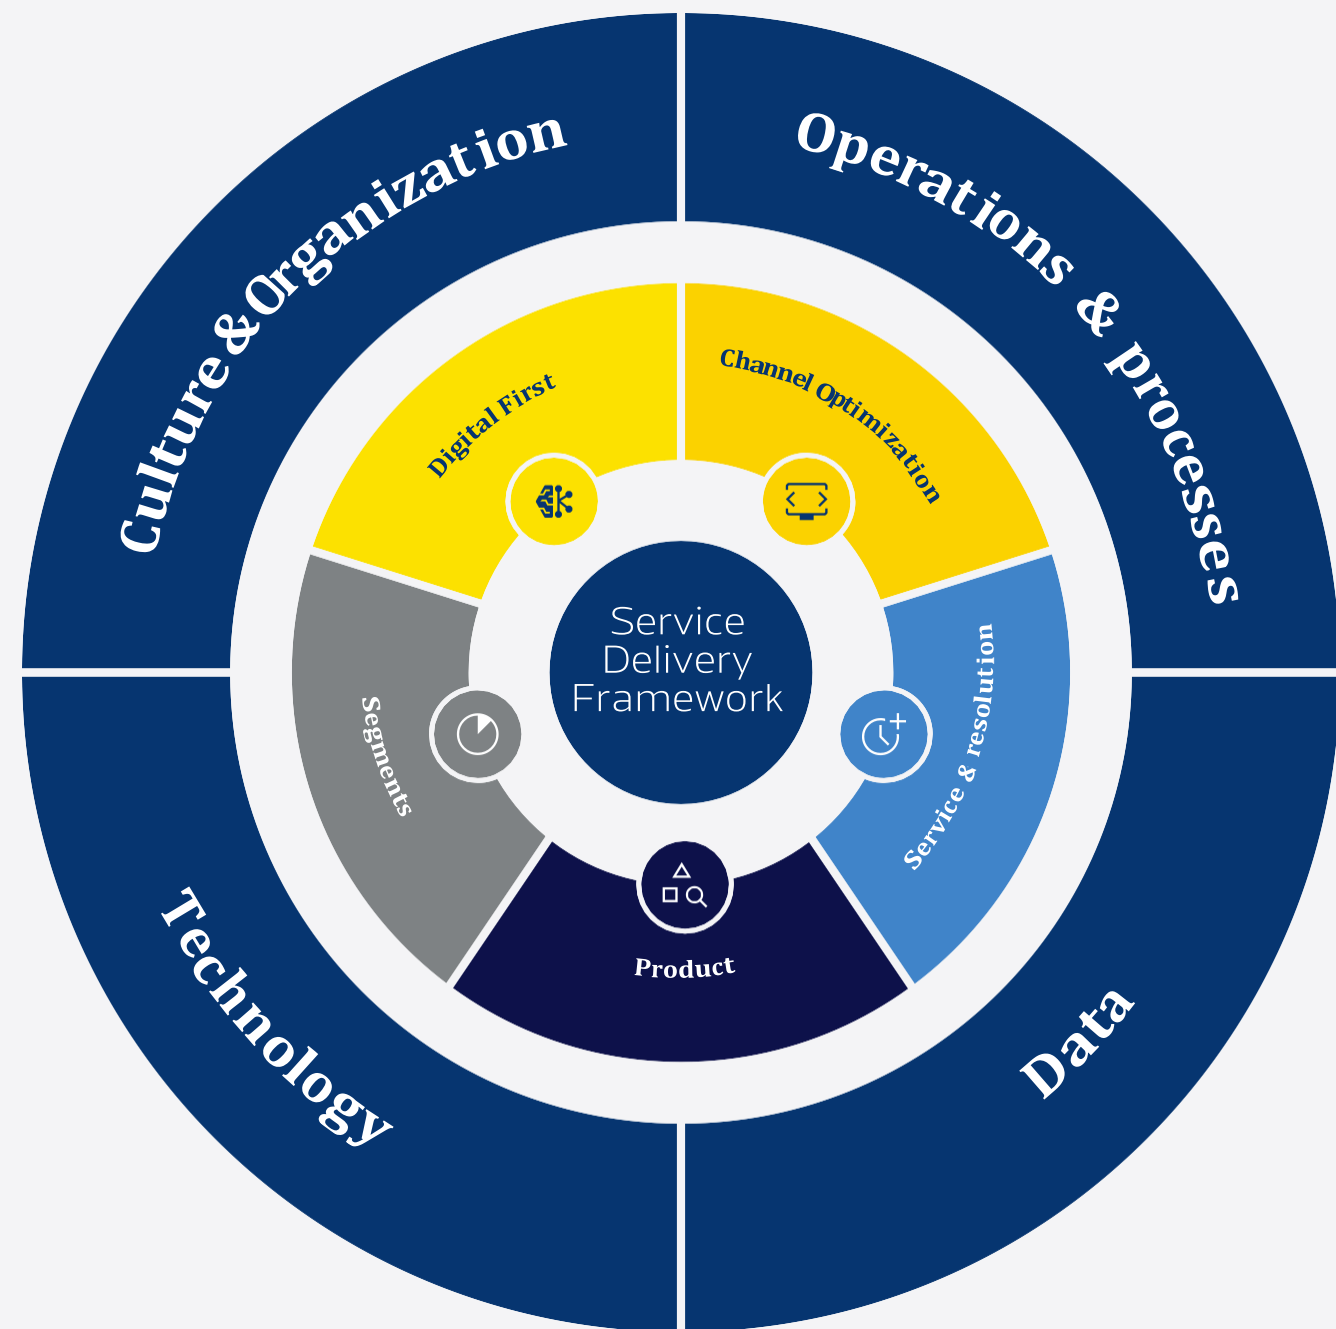 Culture & Organization
Operations & processes
Digital First
Channel Optimization
Service
Delivery
Framework
Segments
Service & resolution
Product
Technology
Data